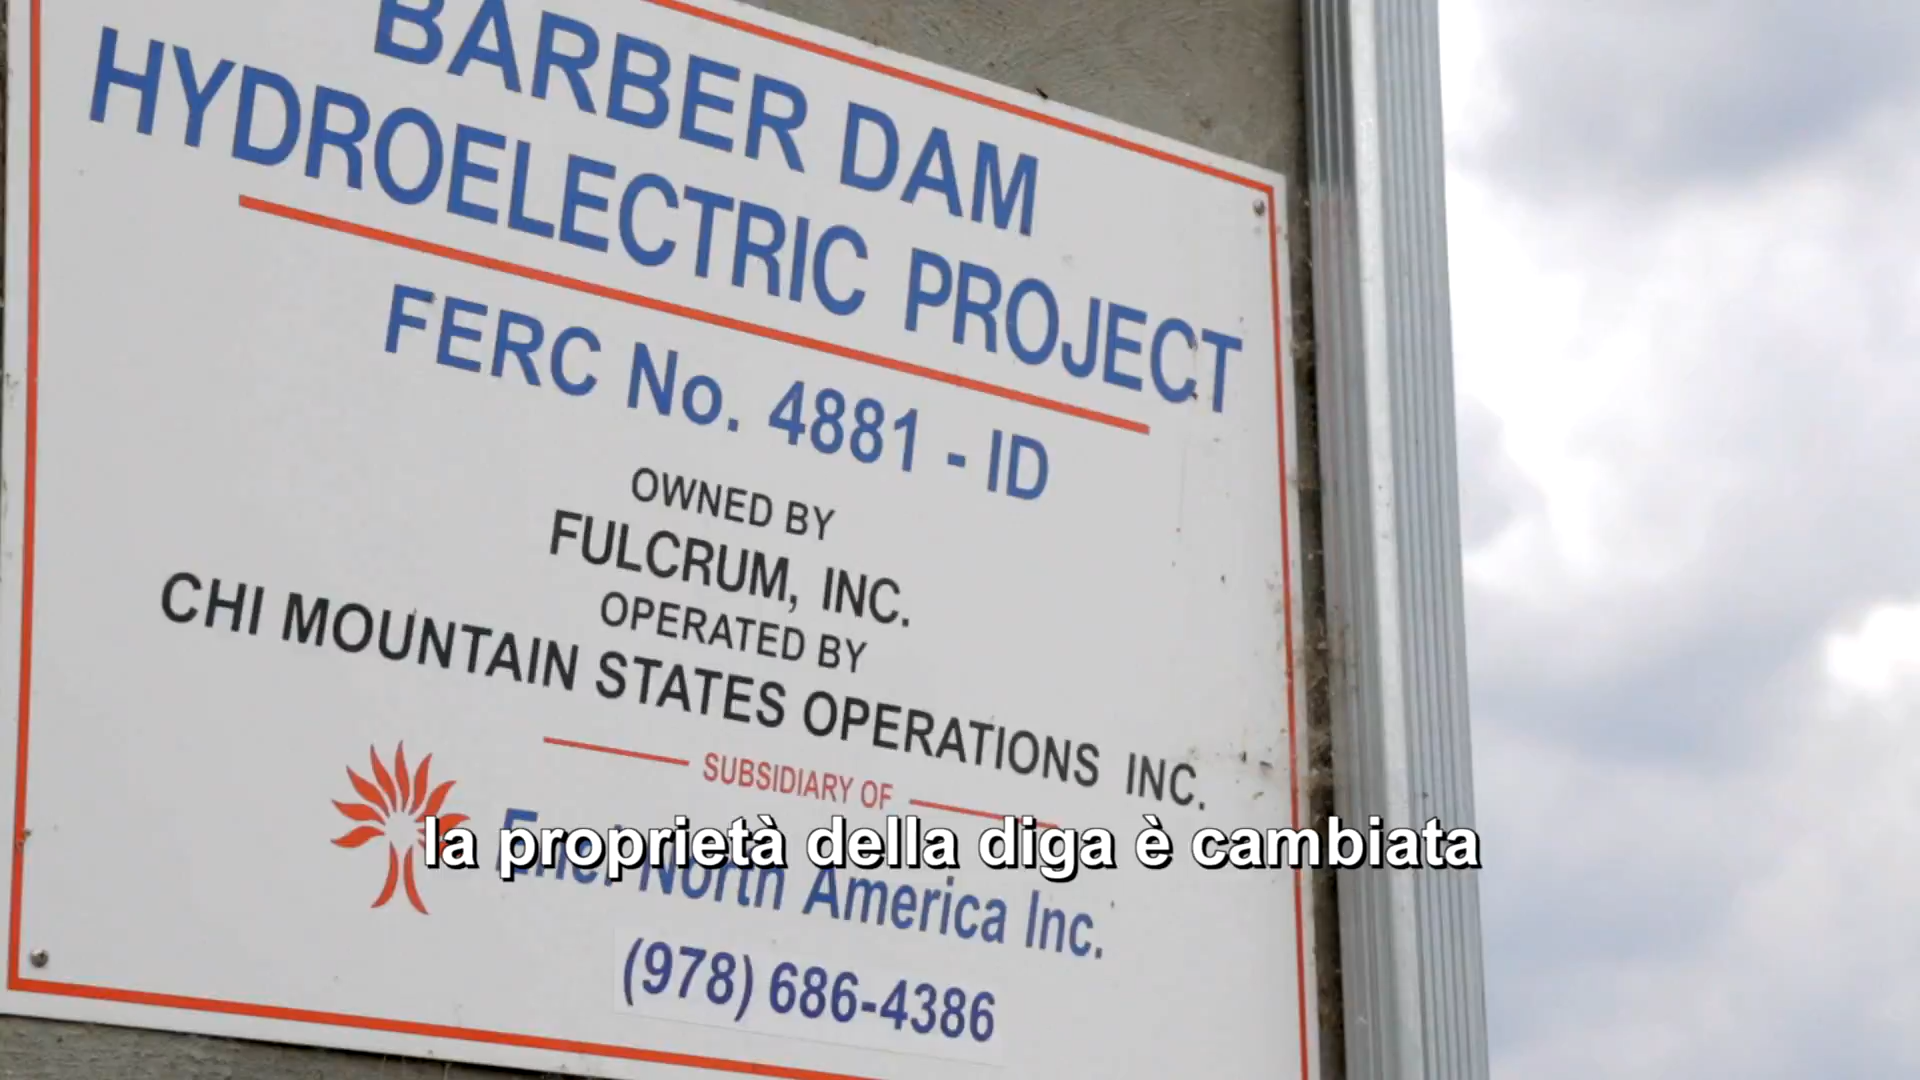 BARBER DAM
HYDROELECTRIC PROJECT
FERC No. 4881 - ID
OWNED BY
FULCRUM, INC.
OPERATED BY
CHI MOUNTAIN STATES OPERATIONS INC.
SUBSIDIARY OF
la proprietà della diga è cambiata
Enel North America Inc.
(978) 686-4386